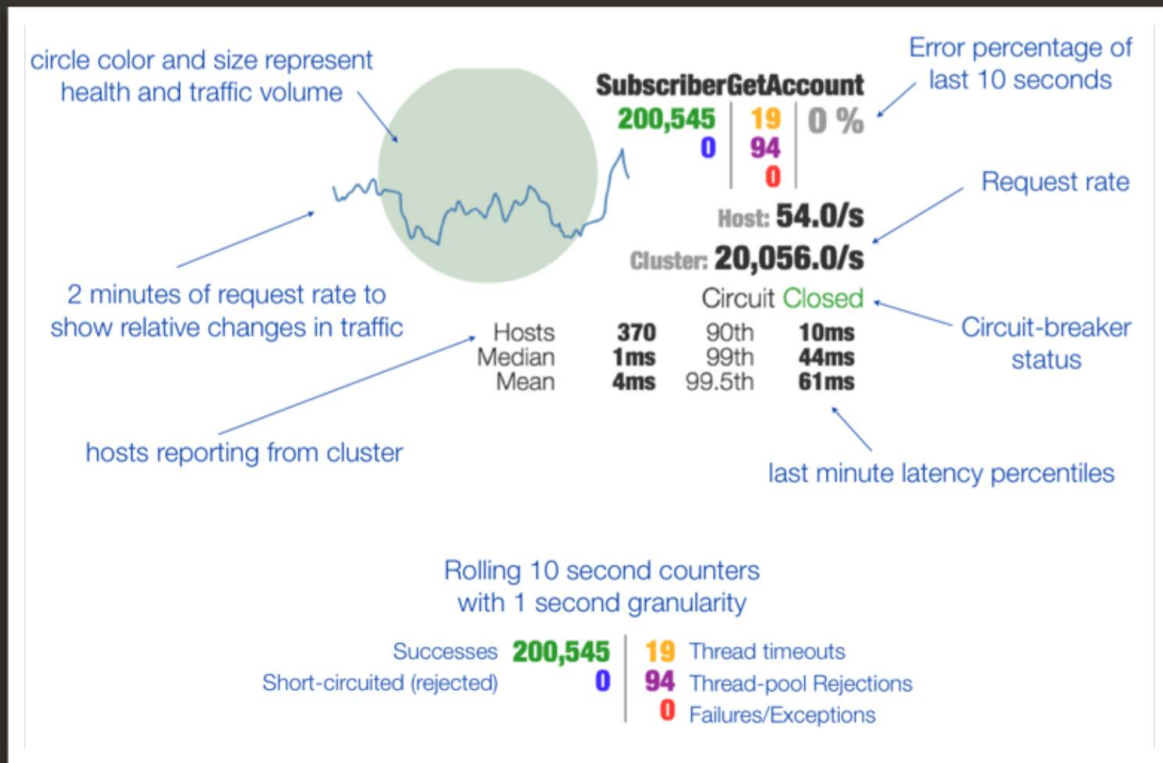 circle color and size represent
health and traffic volume
Error percentage of
last 10 seconds
SubscriberGetAccount
200,545 19 0 %
0 94
0
Request rate
Host: 54.0/s
Cluster: 20,056.0/s
2 minutes of request rate to
show relative changes in traffic
Circuit Closed
Circuit-breaker
status
Hosts 370 90th 10ms
Median 1ms 99th 44ms
Mean 4ms 99.5th 61ms
hosts reporting from cluster
last minute latency percentiles
Rolling 10 second counters
with 1 second granularity
Successes 200,545 19 Thread timeouts
Short-circuited (rejected) 0 94 Thread-pool Rejections
0 Failures/Exceptions